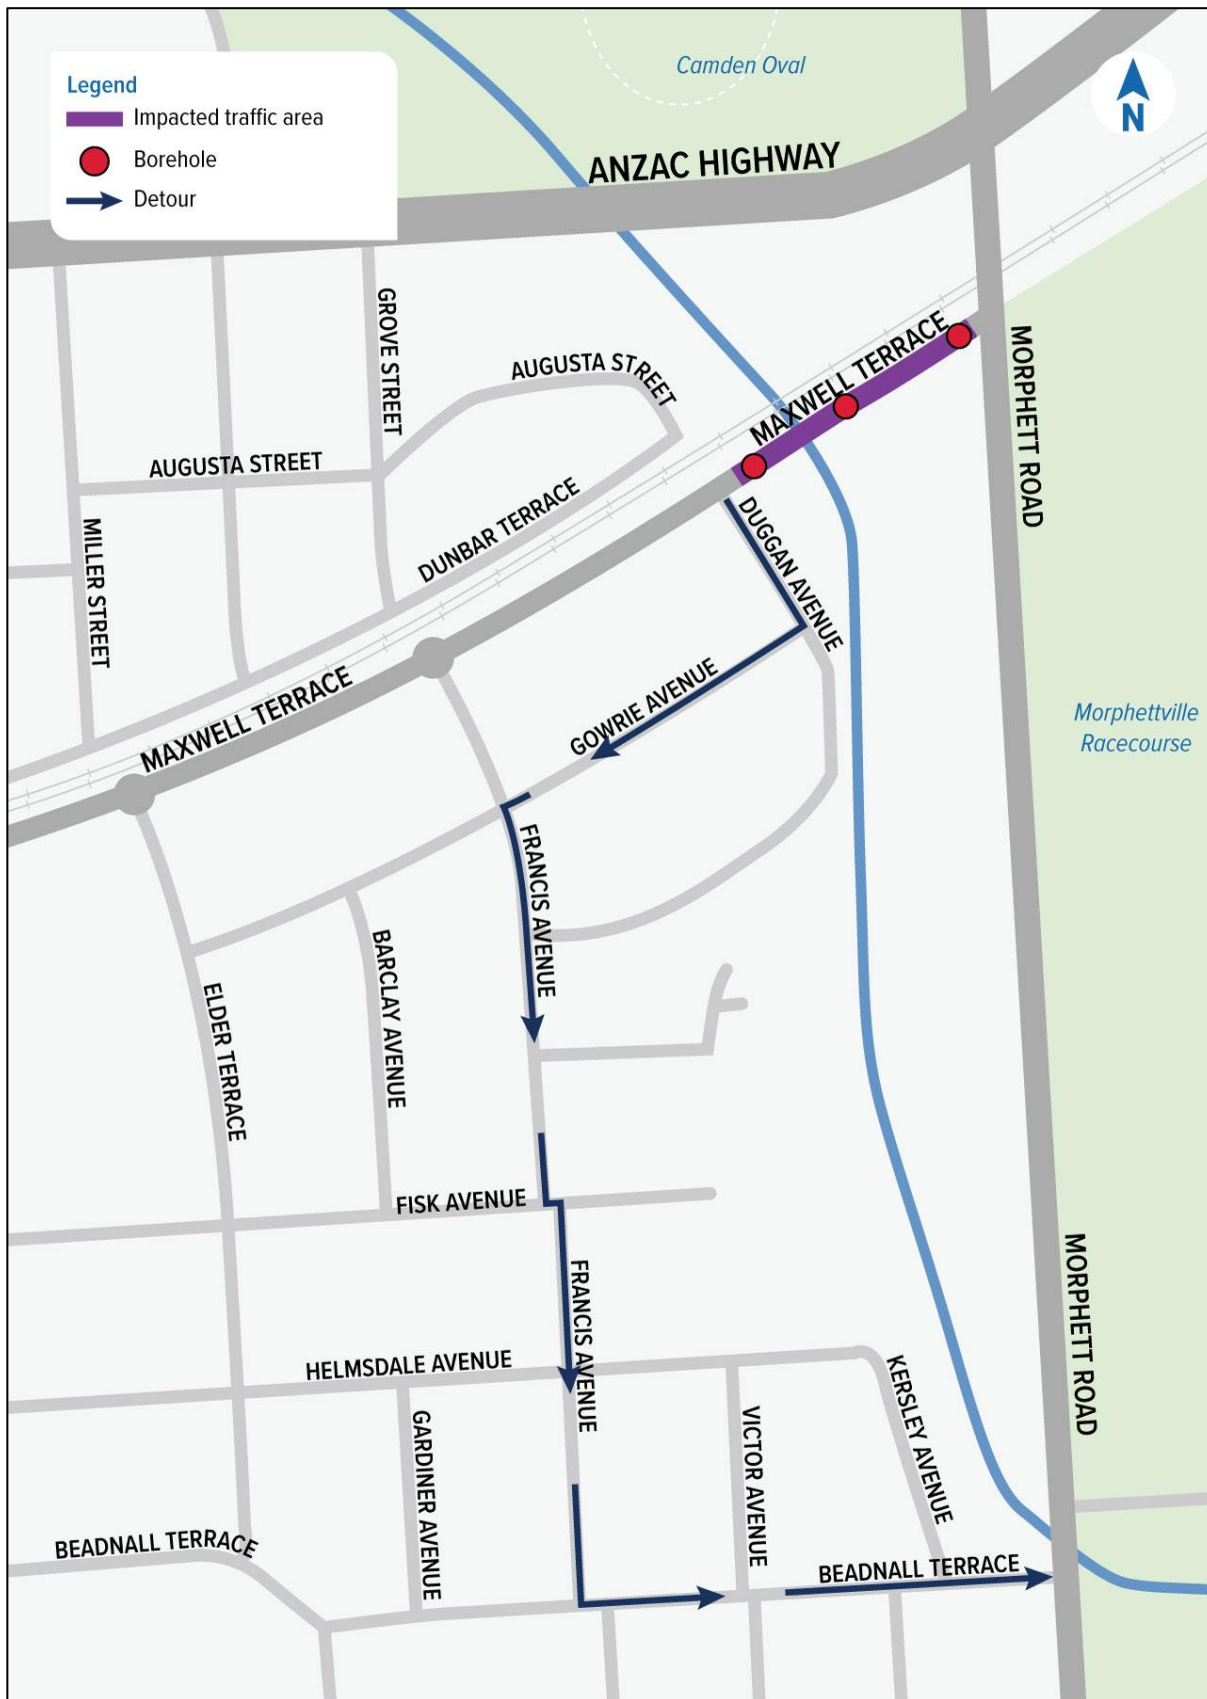 Legend
Impacted traffic area
Borehole
Detour
Camden Oval
N
ANZAC HIGHWAY
GROVE STREET
AUGUSTA STREET
MAXWELL TERRACE
MORPHETT ROAD
AUGUSTA STREET
MILLER STREET
DUNBAR TERRACE
DUGGAN AVENUE
MAXWELL TERRACE
GOWRIE AVENUE
Morphettville
Racecourse
FRANCIS AVENUE
BARCLAY AVENUE
ELDER TERRACE
FISK AVENUE
FRANCIS AVENUE
MORPHETT ROAD
HELMSDALE AVENUE
KERSLEY AVENUE
GARDINER AVENUE
VICTOR AVENUE
BEADNALL TERRACE
BEADNALL TERRACE